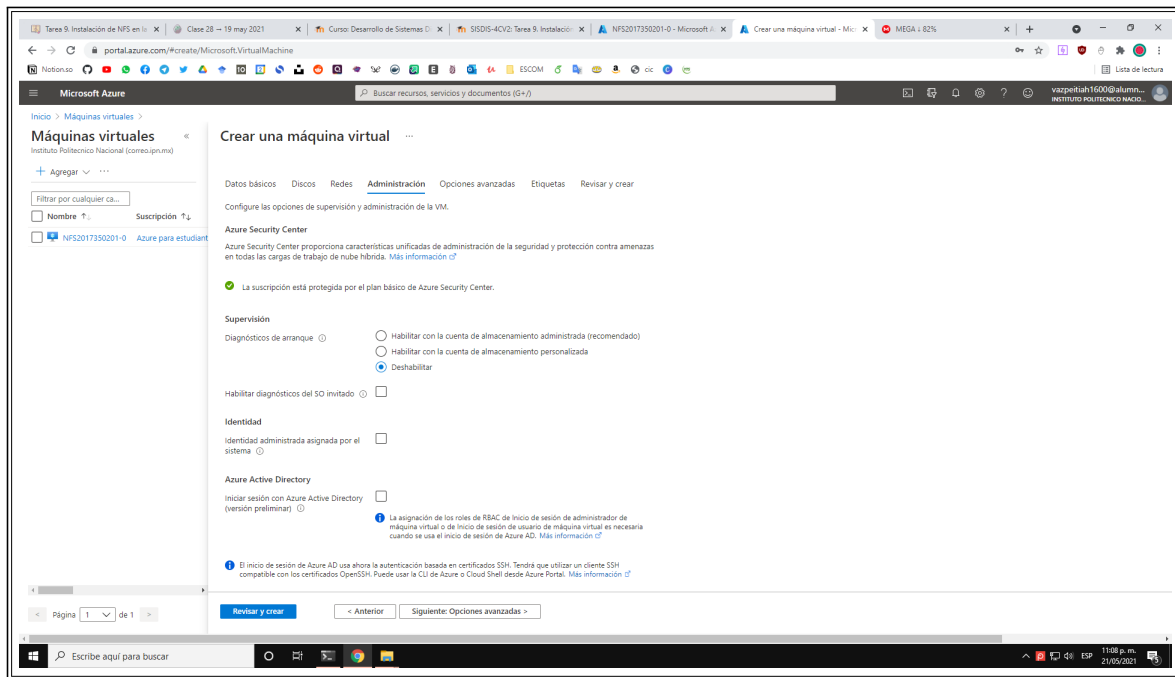 Tarea 9. Instalación de NFS en la
Clase 28 – 19 may 2021
Curso: Desarrollo de Sistemas D
SISDIS-4CV2: Tarea 9. Instalación
NFS2017350201-0 - Microsoft A
Crear una máquina virtual - Micr
MEGA ↓ 82%
portal.azure.com/#create/Microsoft.VirtualMachine
Notion.so
ESCOM
cic
Lista de lectura
Microsoft Azure
Buscar recursos, servicios y documentos (G+/)
vazpeitiah1600@alumn...
INSTITUTO POLITECNICO NACIO...
Inicio > Máquinas virtuales >
Máquinas virtuales «
Instituto Politecnico Nacional (correo.ipn.mx)
+ Agregar ···
Filtrar por cualquier ca...
Nombre ↑↓ Suscripción ↑↓
NFS2017350201-0 Azure para estudiant
< Página 1 de 1 >
Crear una máquina virtual ···
Datos básicos Discos Redes Administración Opciones avanzadas Etiquetas Revisar y crear
Configure las opciones de supervisión y administración de la VM.
Azure Security Center
Azure Security Center proporciona características unificadas de administración de la seguridad y protección contra amenazas
en todas las cargas de trabajo de nube híbrida. Más información
La suscripción está protegida por el plan básico de Azure Security Center.
Supervisión
Diagnósticos de arranque
Habilitar con la cuenta de almacenamiento administrada (recomendado)
Habilitar con la cuenta de almacenamiento personalizada
Deshabilitar
Habilitar diagnósticos del SO invitado
Identidad
Identidad administrada asignada por el
sistema
Azure Active Directory
Iniciar sesión con Azure Active Directory
(versión preliminar)
La asignación de los roles de RBAC de Inicio de sesión de administrador de
máquina virtual o de Inicio de sesión de usuario de máquina virtual es necesaria
cuando se usa el inicio de sesión de Azure AD. Más información
El inicio de sesión de Azure AD usa ahora la autenticación basada en certificados SSH. Tendrá que utilizar un cliente SSH
compatible con los certificados OpenSSH. Puede usar la CLI de Azure o Cloud Shell desde Azure Portal. Más información
Revisar y crear
< Anterior
Siguiente: Opciones avanzadas >
Escribe aquí para buscar
ESP
11:08 p. m.
21/05/2021